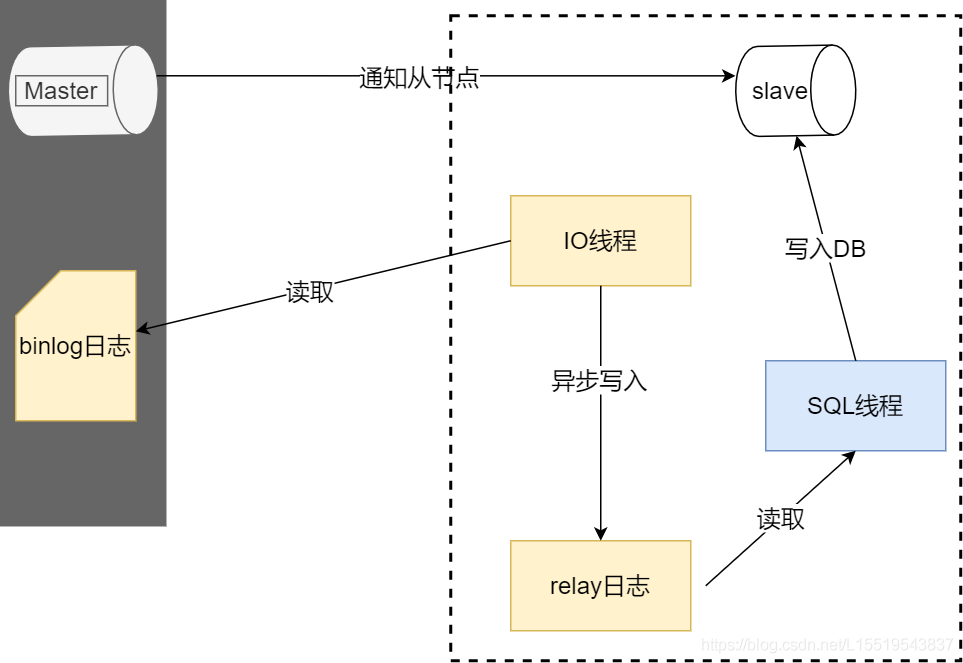 Master
通知从节点
slave
IO线程
写入DB
读取
binlog日志
异步写入
SQL线程
读取
relay日志
https://blog.csdn.net/L15519543837